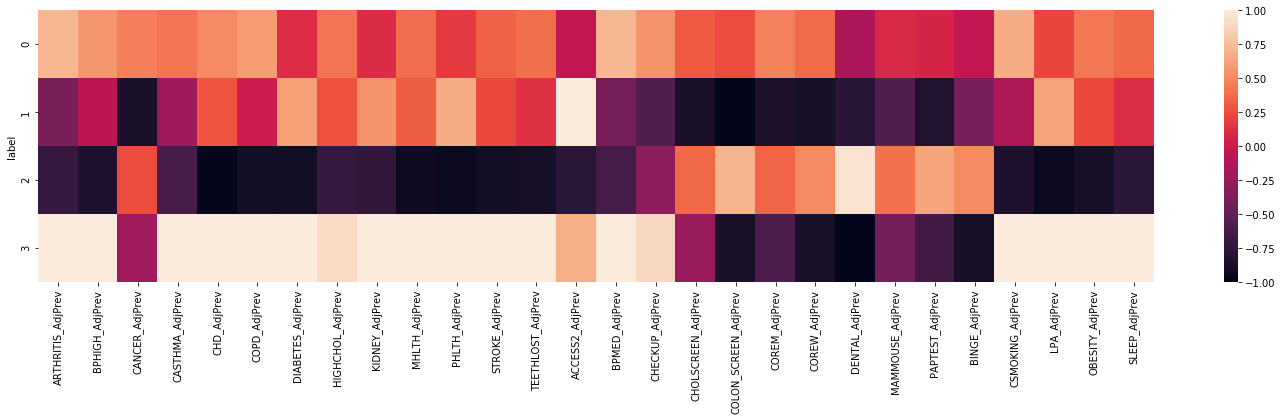 label
0
1
2
3
ARTHRITIS_AdjPrev
BPHIGH_AdjPrev
CANCER_AdjPrev
CASTHMA_AdjPrev
CHD_AdjPrev
COPD_AdjPrev
DIABETES_AdjPrev
HIGHCHOL_AdjPrev
KIDNEY_AdjPrev
MHLTH_AdjPrev
PHLTH_AdjPrev
STROKE_AdjPrev
TEETHLOST_AdjPrev
ACCESS2_AdjPrev
BPMED_AdjPrev
CHECKUP_AdjPrev
CHOLSCREEN_AdjPrev
COLON_SCREEN_AdjPrev
COREM_AdjPrev
COREW_AdjPrev
DENTAL_AdjPrev
MAMMOUSE_AdjPrev
PAPTEST_AdjPrev
BINGE_AdjPrev
CSMOKING_AdjPrev
LPA_AdjPrev
OBESITY_AdjPrev
SLEEP_AdjPrev
1.00
0.75
0.50
0.25
0.00
−0.25
−0.50
−0.75
−1.00